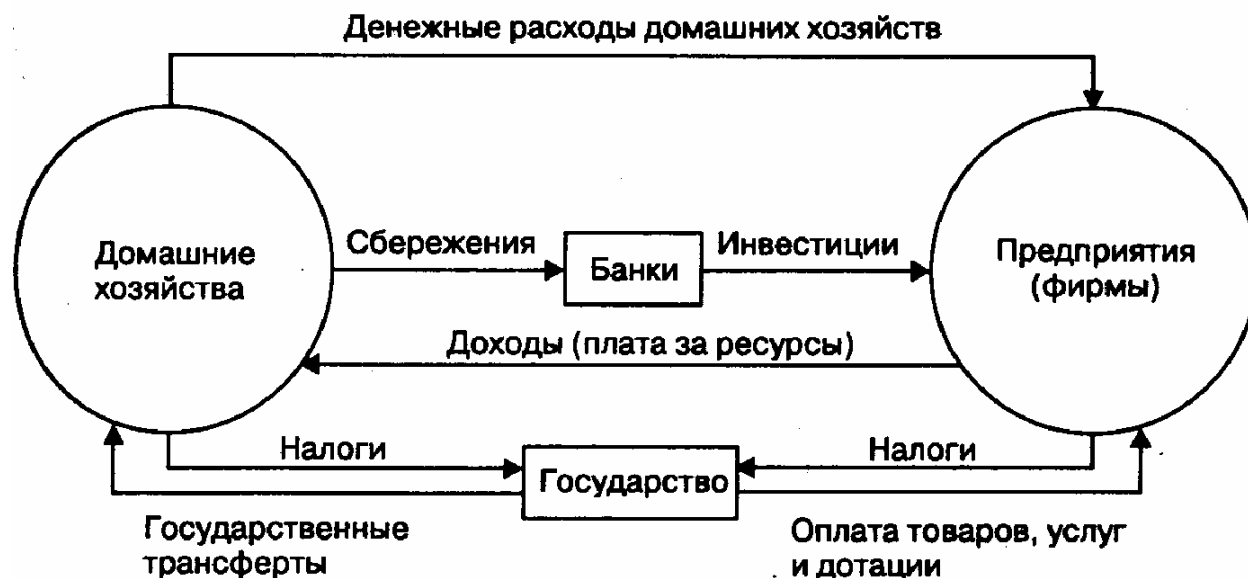 Денежные расходы домашних хозяйств
Домашние
хозяйства
Сбережения
Банки
Инвестиции
Предприятия
(фирмы)
Доходы (плата за ресурсы)
Налоги
Государство
Налоги
Государственные
трансферты
Оплата товаров, услуг
и дотации